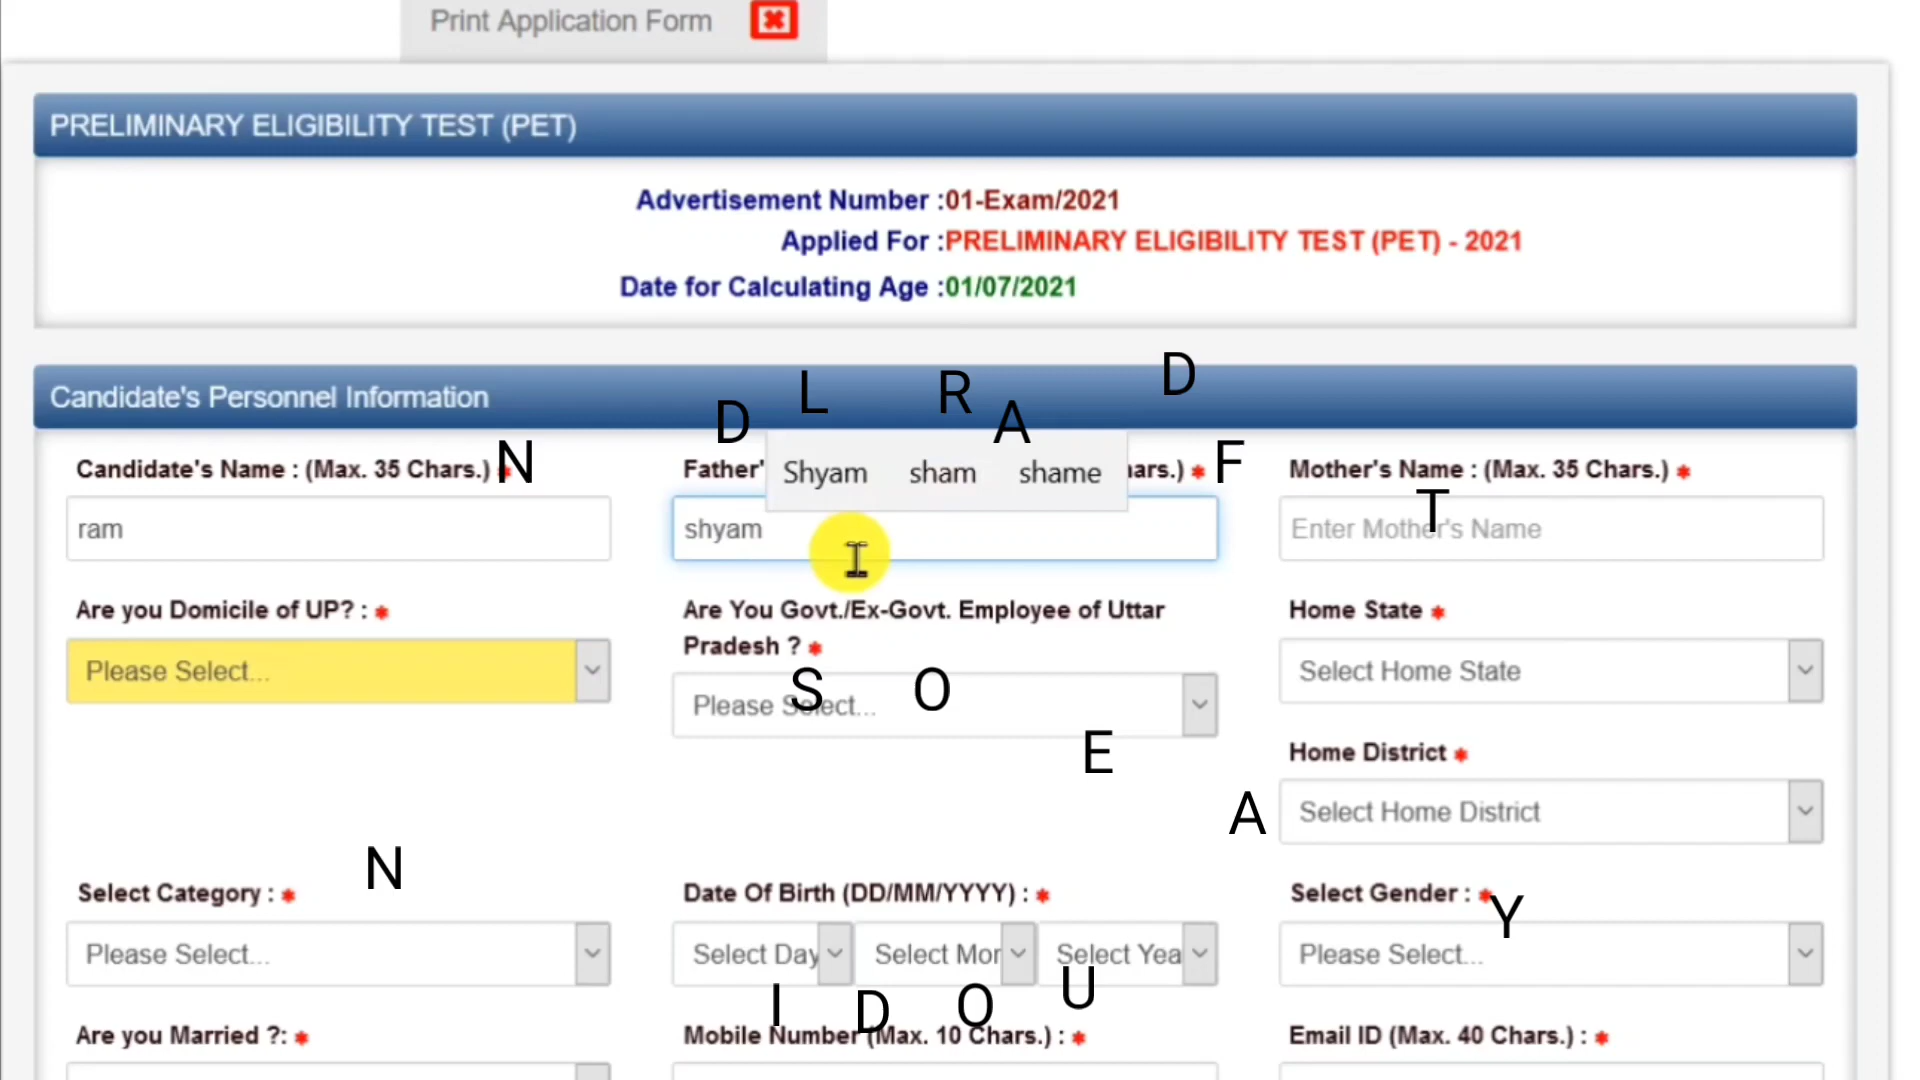 Print Application Form
PRELIMINARY ELIGIBILITY TEST (PET)
Advertisement Number :01-Exam/2021
Applied For :PRELIMINARY ELIGIBILITY TEST (PET) - 2021
Date for Calculating Age :01/07/2021
Candidate's Personnel Information
D L R A D
N F T
Candidate's Name : (Max. 35 Chars.) *
Father' ars.) *
Mother's Name : (Max. 35 Chars.) *
Shyam sham shame
ram
shyam
Enter Mother's Name
Are you Domicile of UP? : *
Are You Govt./Ex-Govt. Employee of Uttar
Pradesh ? *
Home State *
Please Select...
Please Select...
Select Home State
S O
E
Home District *
A
Select Home District
N
Select Category : *
Date Of Birth (DD/MM/YYYY) : *
Select Gender : *
Y
Please Select...
Select Day
Select Mor
Select Yea
Please Select...
I D O U
Are you Married ?: *
Mobile Number (Max. 10 Chars.) : *
Email ID (Max. 40 Chars.) : *